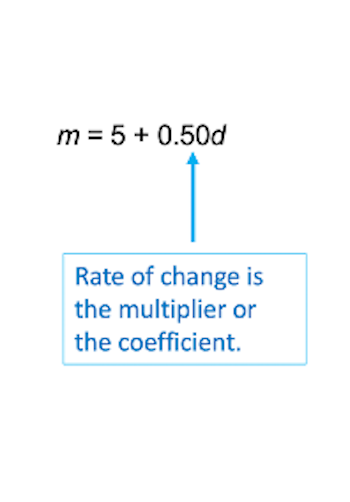 m = 5 + 0.50d
Rate of change is
the multiplier or
the coefficient.